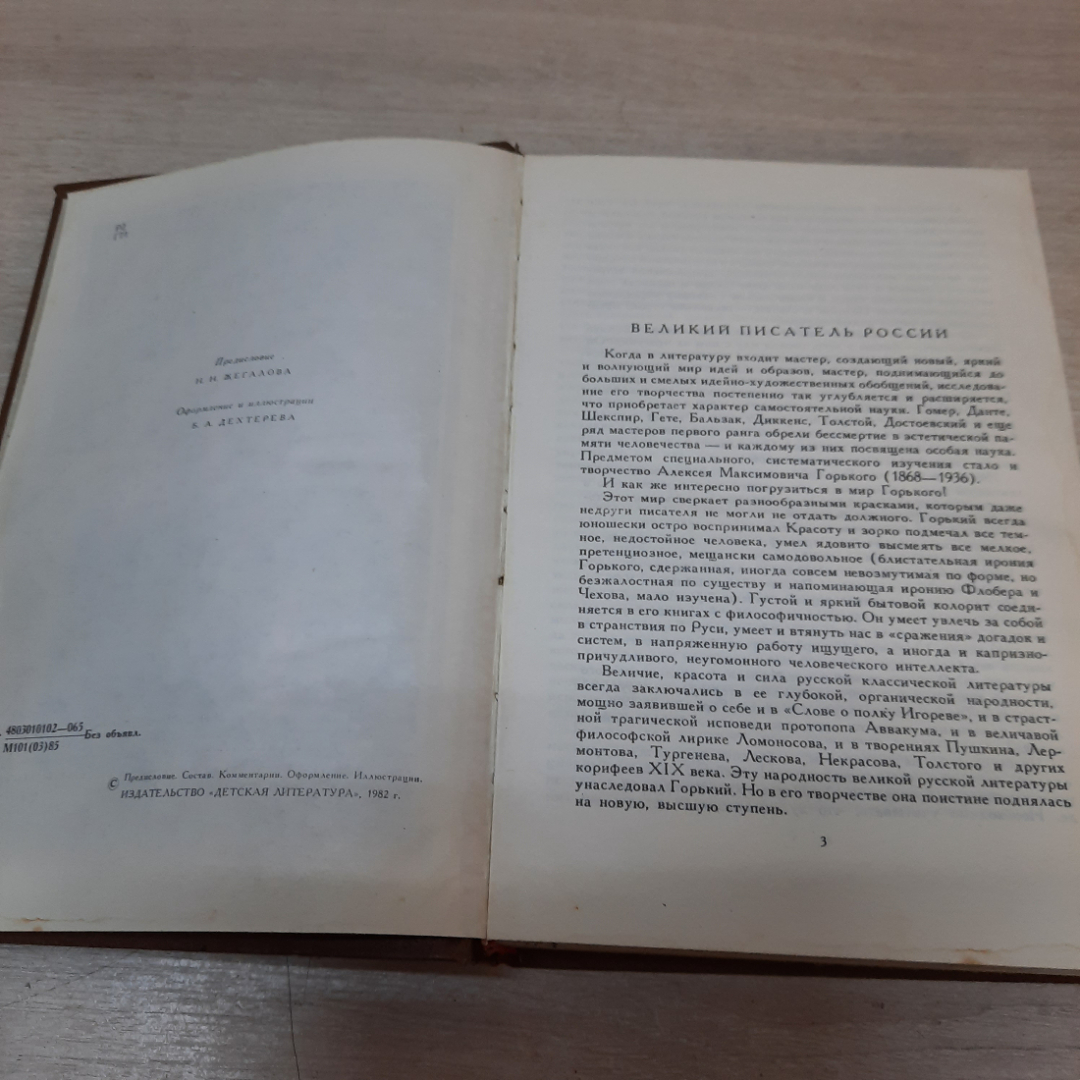 Предисловие
Н. Н. ЖЕГАЛОВА
Оформление и иллюстрации
Б. А. ДЕХТЕРЕВА
4803010102—065
М101(03)85
Без объявл.
© Предисловие. Состав. Комментарии. Оформление. Иллюстрации.
ИЗДАТЕЛЬСТВО «ДЕТСКАЯ ЛИТЕРАТУРА», 1982 г.
ВЕЛИКИЙ ПИСАТЕЛЬ РОССИИ
Когда в литературу входит мастер, создающий новый, яркий
и волнующий мир идей и образов, мастер, поднимающийся до
больших и смелых идейно-художественных обобщений, исследова-
ние его творчества постепенно так углубляется и расширяется,
что приобретает характер самостоятельной науки. Гомер, Данте,
Шекспир, Гете, Бальзак, Диккенс, Толстой, Достоевский и еще
ряд мастеров первого ранга обрели бессмертие в эстетической па-
мяти человечества — и каждому из них посвящена особая наука.
Предметом специального, систематического изучения стало и
творчество Алексея Максимовича Горького (1868—1936).
И как же интересно погрузиться в мир Горького!
Этот мир сверкает разнообразными красками, которым даже
недруги писателя не могли не отдать должного. Горький всегда
юношески остро воспринимал Красоту и зорко подмечал все тем-
ное, недостойное человека, умел ядовито высмеять все мелкое,
претенциозное, мещански самодовольное (блистательная ирония
Горького, сдержанная, иногда совсем невозмутимая по форме, но
безжалостная по существу и напоминающая иронию Флобера и
Чехова, мало изучена). Густой и яркий бытовой колорит соеди-
няется в его книгах с философичностью. Он умеет увлечь за собой
в странствия по Руси, умеет и втянуть нас в «сражения» догадок и
систем, в напряженную работу ищущего, а иногда и капризно-
причудливого, неугомонного человеческого интеллекта.
Величие, красота и сила русской классической литературы
всегда заключались в ее глубокой, органической народности,
мощно заявившей о себе и в «Слове о полку Игореве», и в страст-
ной трагической исповеди протопопа Аввакума, и в величавой
философской лирике Ломоносова, и в творениях Пушкина, Лер-
монтова, Тургенева, Лескова, Некрасова, Толстого и других
корифеев XIX века. Эту народность великой русской литературы
унаследовал Горький. Но в его творчестве она поистине поднялась
на новую, высшую ступень.
3